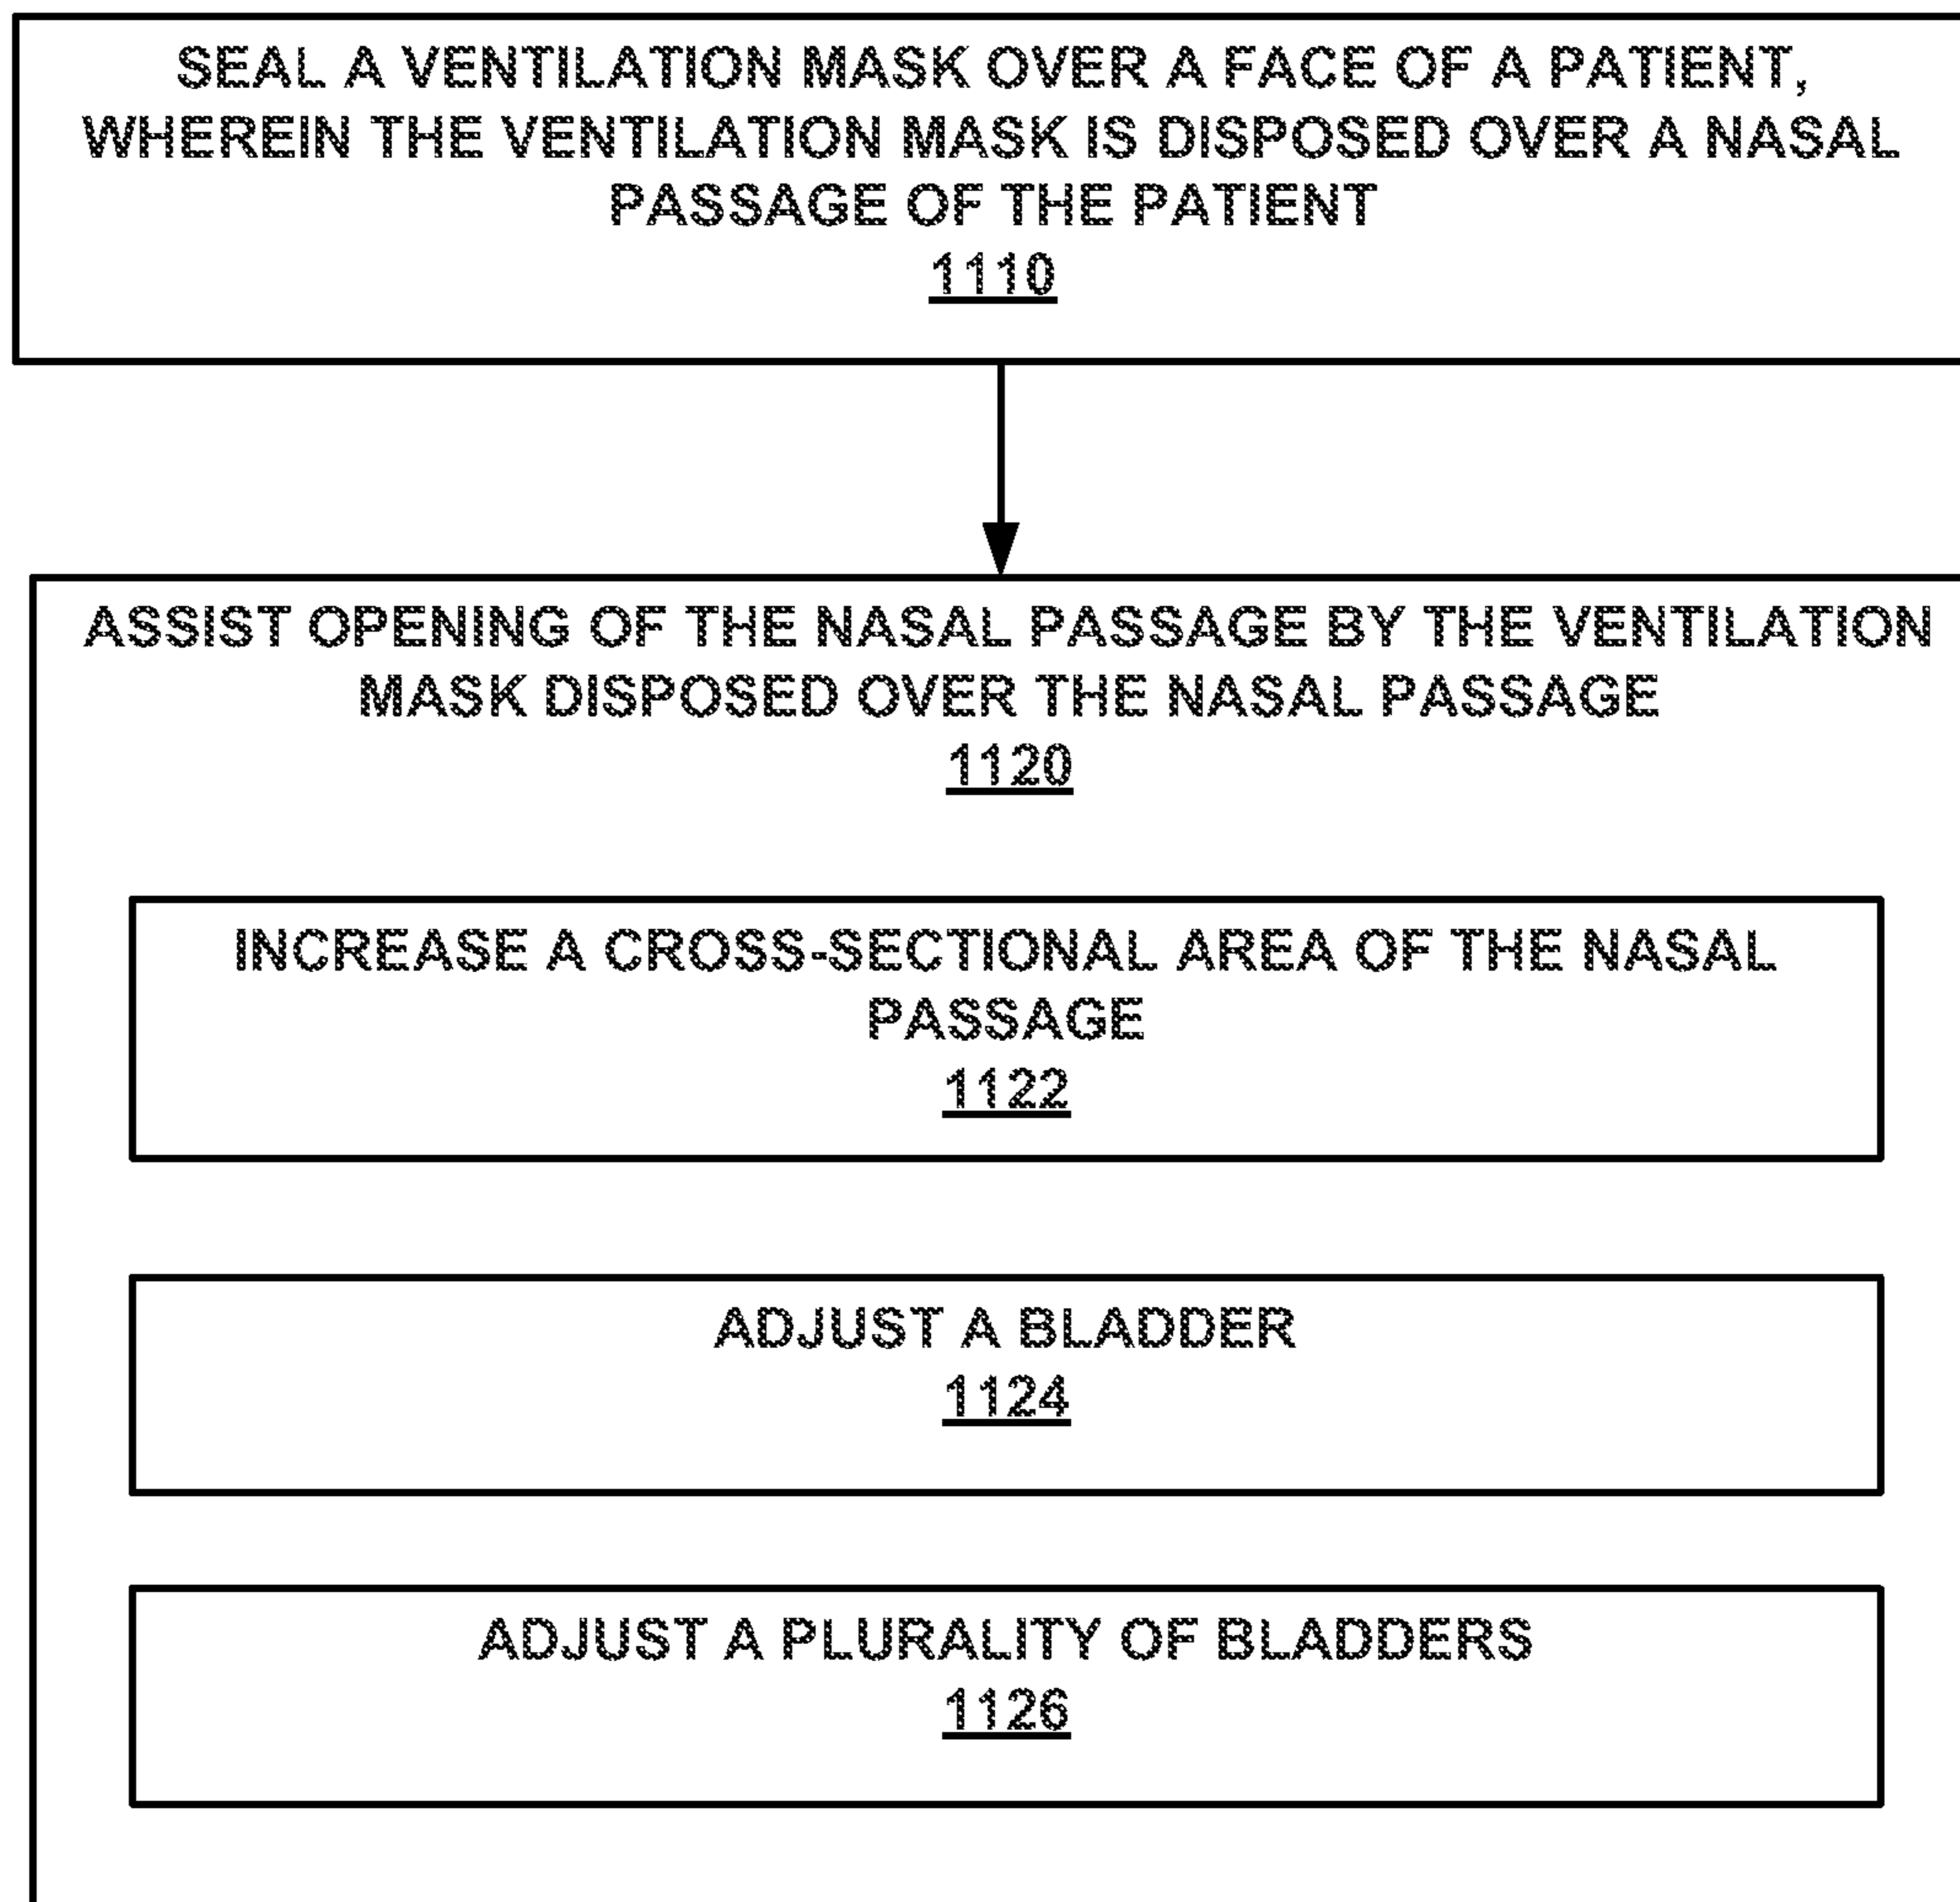 SEAL A VENTILATION MASK OVER A FACE OF A PATIENT,
WHEREIN THE VENTILATION MASK IS DISPOSED OVER A NASAL
PASSAGE OF THE PATIENT
1110
ASSIST OPENING OF THE NASAL PASSAGE BY THE VENTILATION
MASK DISPOSED OVER THE NASAL PASSAGE
1120
INCREASE A CROSS-SECTIONAL AREA OF THE NASAL
PASSAGE
1122
ADJUST A BLADDER
1124
ADJUST A PLURALITY OF BLADDERS
1126